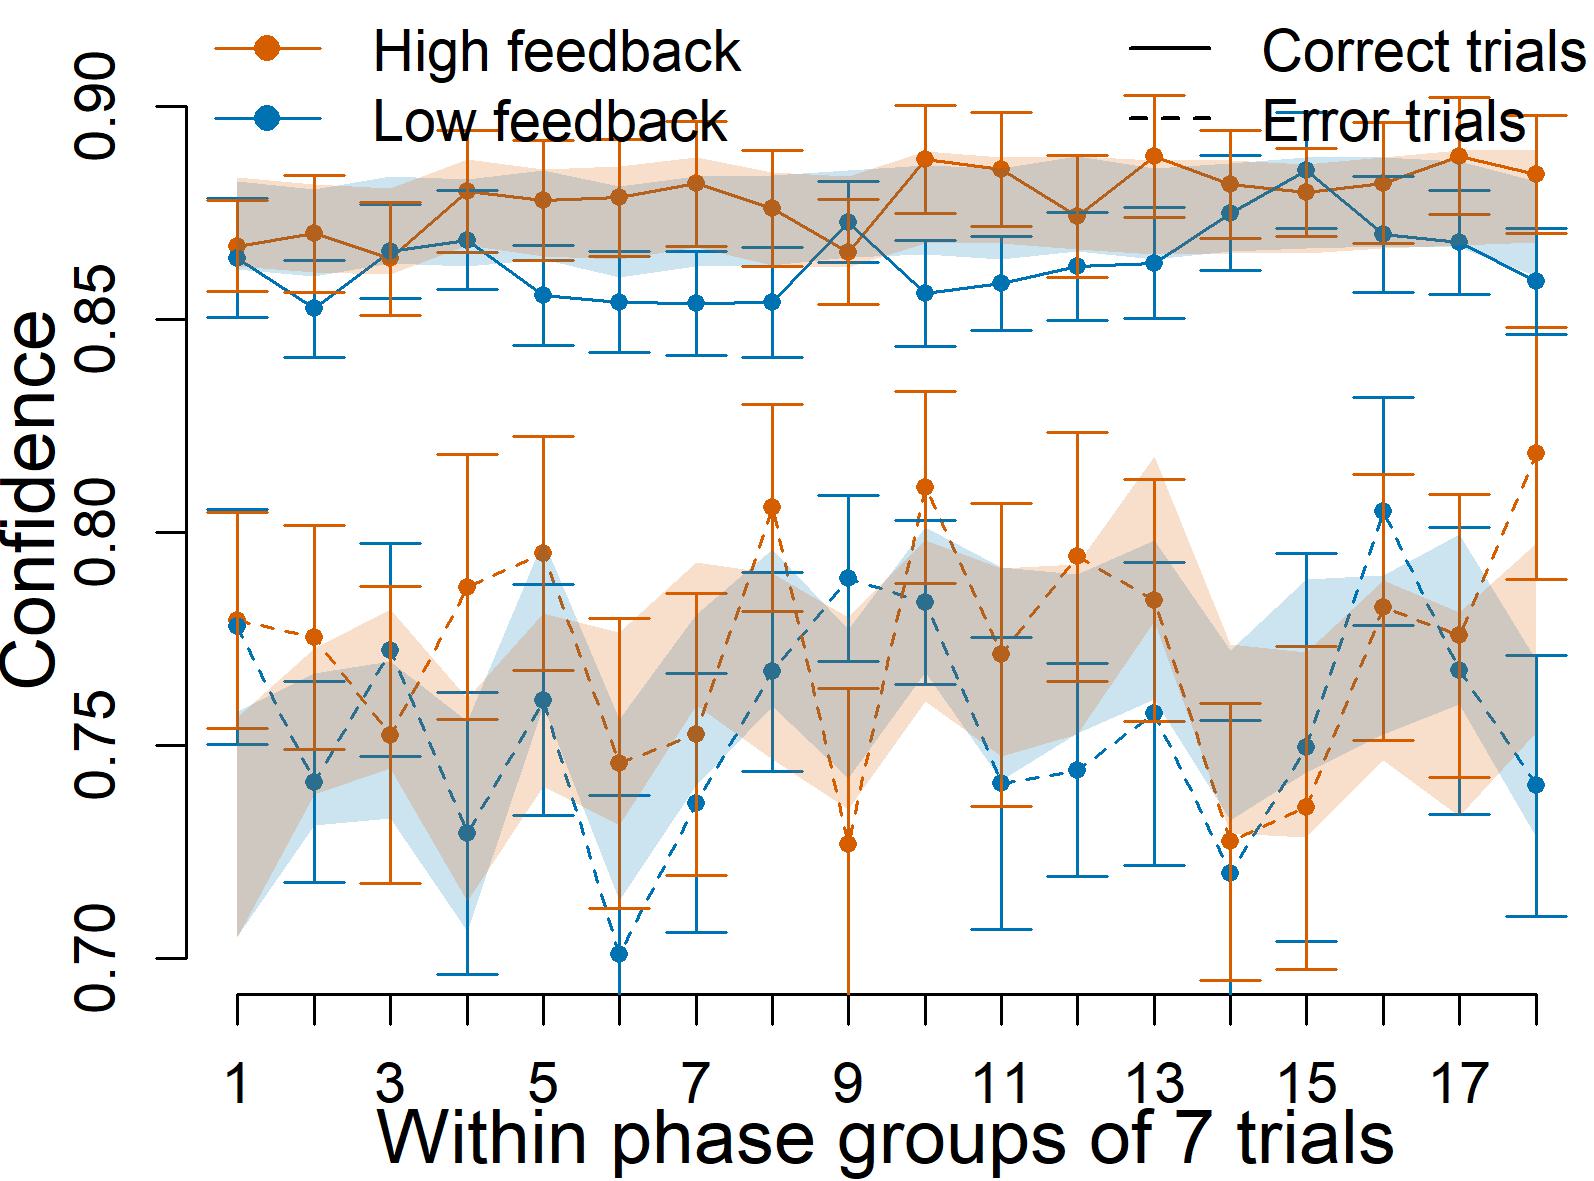 High feedback
Low feedback
Correct trials
Error trials
Confidence
0.90
0.85
0.80
0.75
0.70
1 3 5 7 9 11 13 15 17
Within phase groups of 7 trials